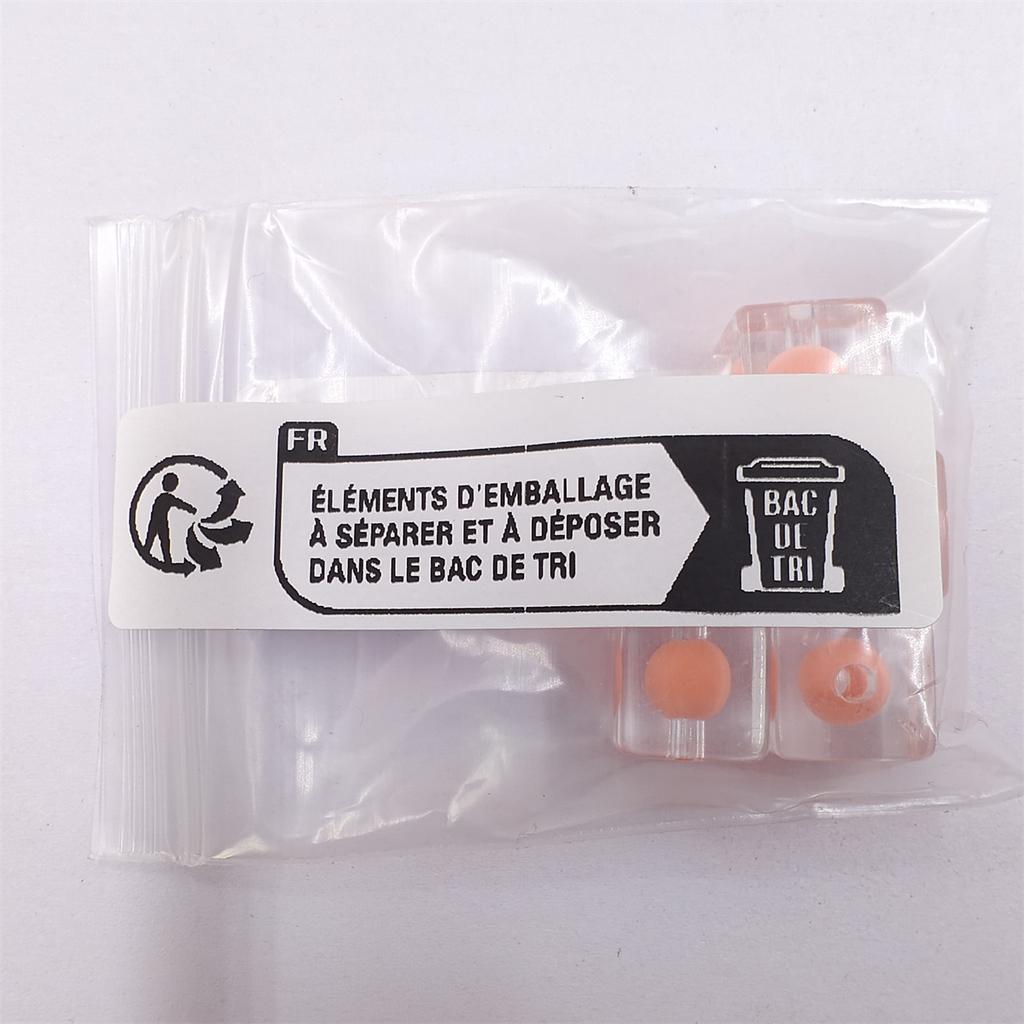 FR
ÉLÉMENTS D'EMBALLAGE
À SÉPARER ET À DÉPOSER
DANS LE BAC DE TRI
BAC
DE
TRI